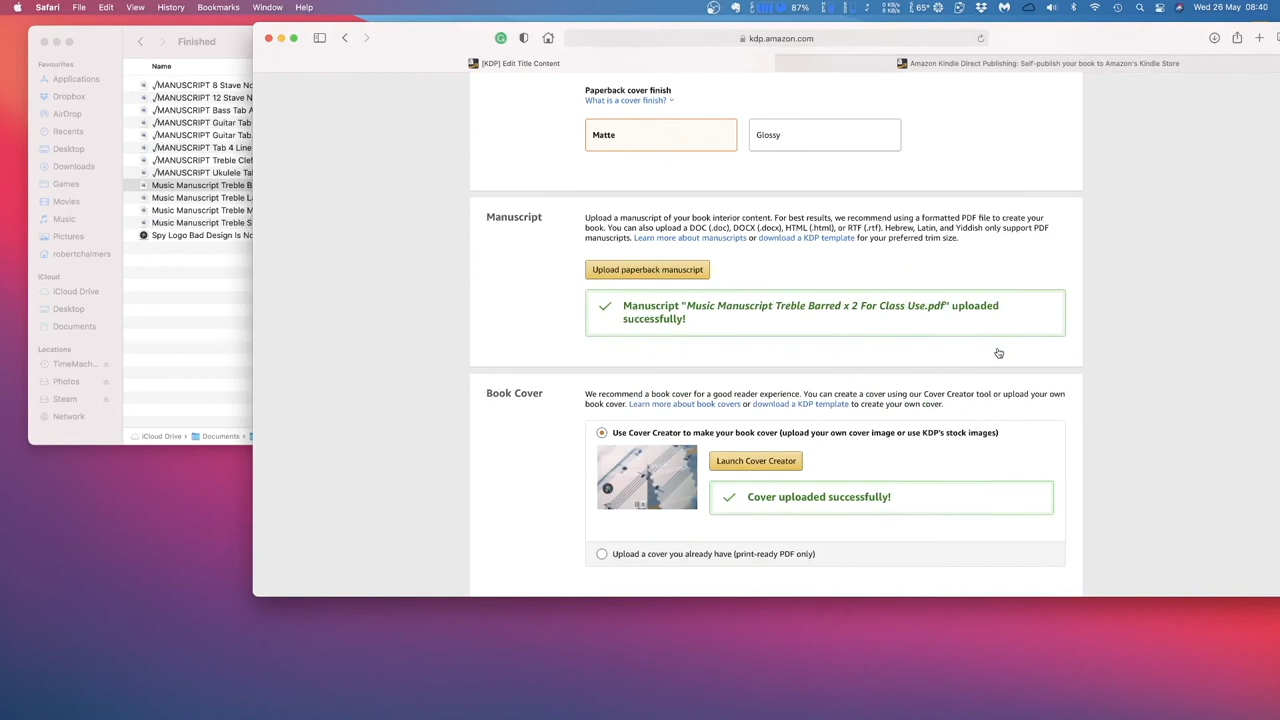 Safari File Edit View History Bookmarks Window Help 87% Wed 26 May 08:40
Finished
Name
Favourites
Applications
Dropbox
AirDrop
Recents
Desktop
Downloads
Games
Movies
Music
Pictures
robertchalmers
iCloud
iCloud Drive
Desktop
Documents
Locations
TimeMach...
Photos
Steam
Network
√MANUSCRIPT 8 Stave No
√MANUSCRIPT 12 Stave N
√MANUSCRIPT Bass Tab A
√MANUSCRIPT Guitar Tab
√MANUSCRIPT Guitar Tab.
√MANUSCRIPT Tab 4 Line
√MANUSCRIPT Treble Clef
√MANUSCRIPT Ukulele Tal
Music Manuscript Treble B
Music Manuscript Treble La
Music Manuscript Treble M
Music Manuscript Treble S
Spy Logo Bad Design Is No
iCloud Drive › Documents ›
kdp.amazon.com
[KDP] Edit Title Content
Amazon Kindle Direct Publishing: Self-publish your book to Amazon's Kindle Store
Paperback cover finish
What is a cover finish?
Matte
Glossy
Manuscript
Upload a manuscript of your book interior content. For best results, we recommend using a formatted PDF file to create your
book. You can also upload a DOC (.doc), DOCX (.docx), HTML (.html), or RTF (.rtf). Hebrew, Latin, and Yiddish only support PDF
manuscripts. Learn more about manuscripts or download a KDP template for your preferred trim size.
Upload paperback manuscript
Manuscript "Music Manuscript Treble Barred x 2 For Class Use.pdf" uploaded
successfully!
Book Cover
We recommend a book cover for a good reader experience. You can create a cover using our Cover Creator tool or upload your own
book cover. Learn more about book covers or download a KDP template to create your own cover.
Use Cover Creator to make your book cover (upload your own cover image or use KDP's stock images)
Launch Cover Creator
Cover uploaded successfully!
Upload a cover you already have (print-ready PDF only)